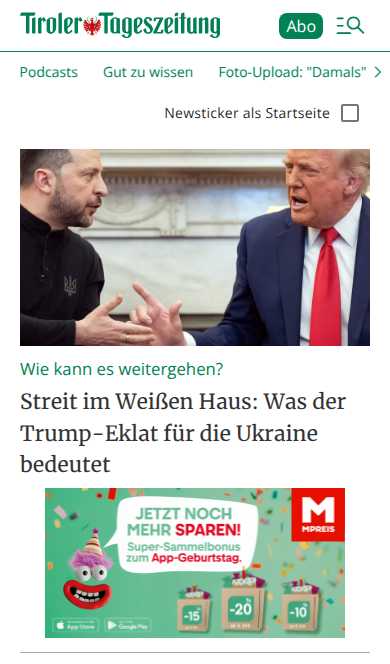 Tiroler Tageszeitung
Abo
Podcasts Gut zu wissen Foto-Upload: "Damals"
Newsticker als Startseite
Wie kann es weitergehen?
Streit im Weißen Haus: Was der
Trump-Eklat für die Ukraine
bedeutet
JETZT NOCH
MEHR SPAREN!
Super-Sammelbonus
zum App-Geburtstag.
M
MPREIS
-15%
-20%
-10%
App Store
Google Play